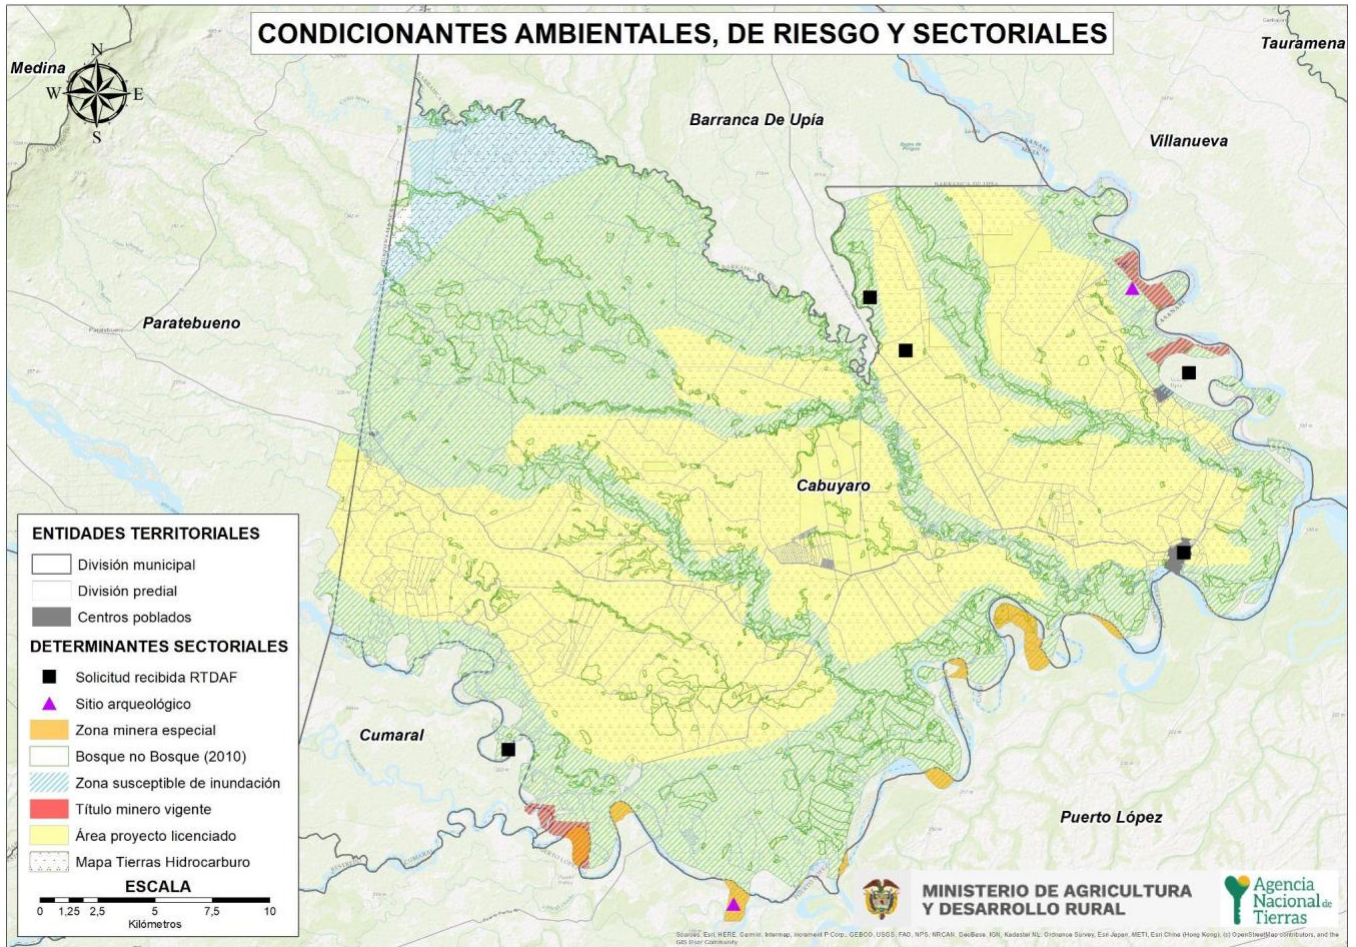 CONDICIONANTES AMBIENTALES, DE RIESGO Y SECTORIALES
Medina
N
W E
S
Tauramena
Barranca De Upía
Villanueva
Paratebueno
Cabuyaro
Cumaral
Puerto López
ENTIDADES TERRITORIALES
División municipal
División predial
Centros poblados
DETERMINANTES SECTORIALES
Solicitud recibida RTDAF
Sitio arqueológico
Zona minera especial
Bosque no Bosque (2010)
Zona susceptible de inundación
Título minero vigente
Área proyecto licenciado
Mapa Tierras Hidrocarburo
ESCALA
0 1,25 2,5 5 7,5 10
Kilómetros
MINISTERIO DE AGRICULTURA
Y DESARROLLO RURAL
Agencia
Nacional de
Tierras